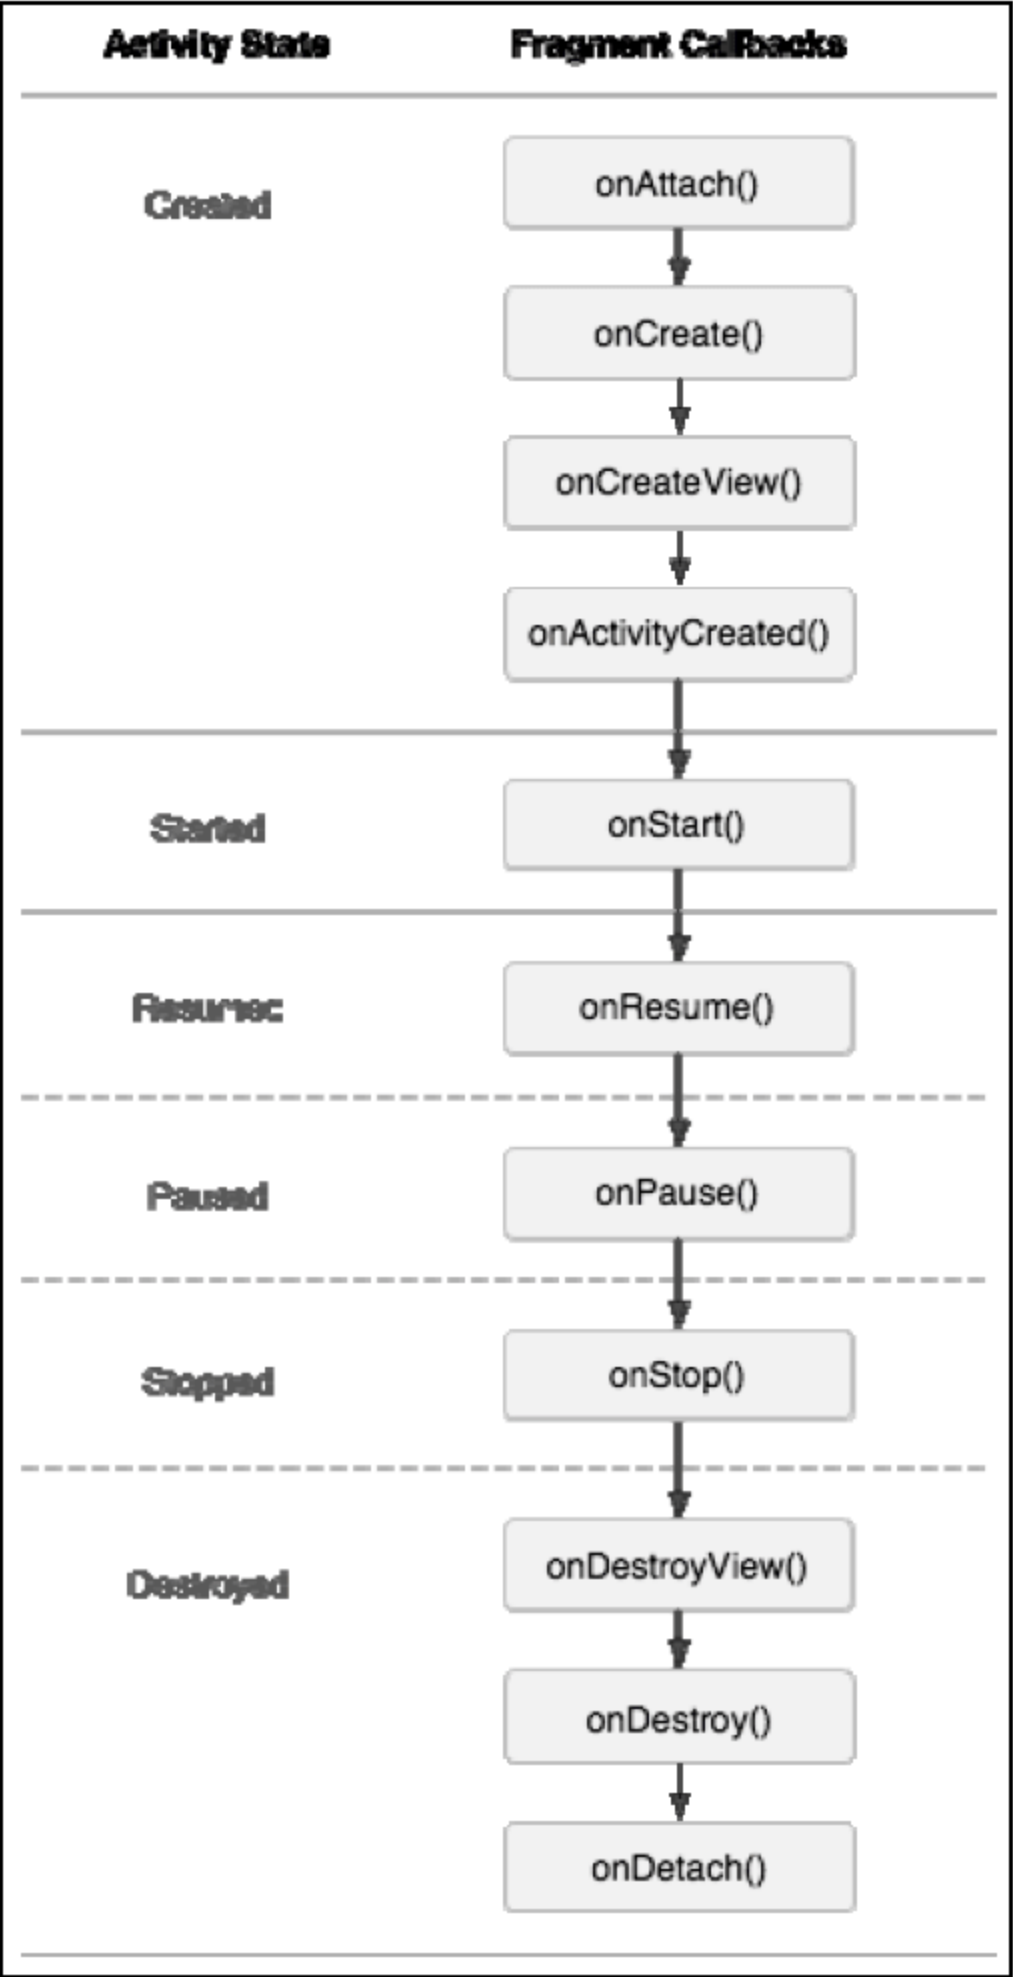 Activity State Fragment Callbacks
Created
onAttach()
onCreate()
onCreateView()
onActivityCreated()
Started
onStart()
Resumed
onResume()
Paused
onPause()
Stopped
onStop()
Destroyed
onDestroyView()
onDestroy()
onDetach()